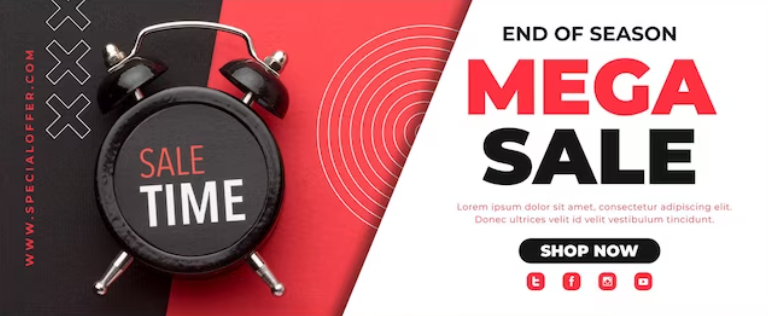 WWW.SPECIALOFFER.COM
SALE
TIME
END OF SEASON
MEGA
SALE
Lorem ipsum dolor sit amet, consectetur adipiscing elit.
Donec ultrices velit id velit vestibulum tincidunt.
SHOP NOW